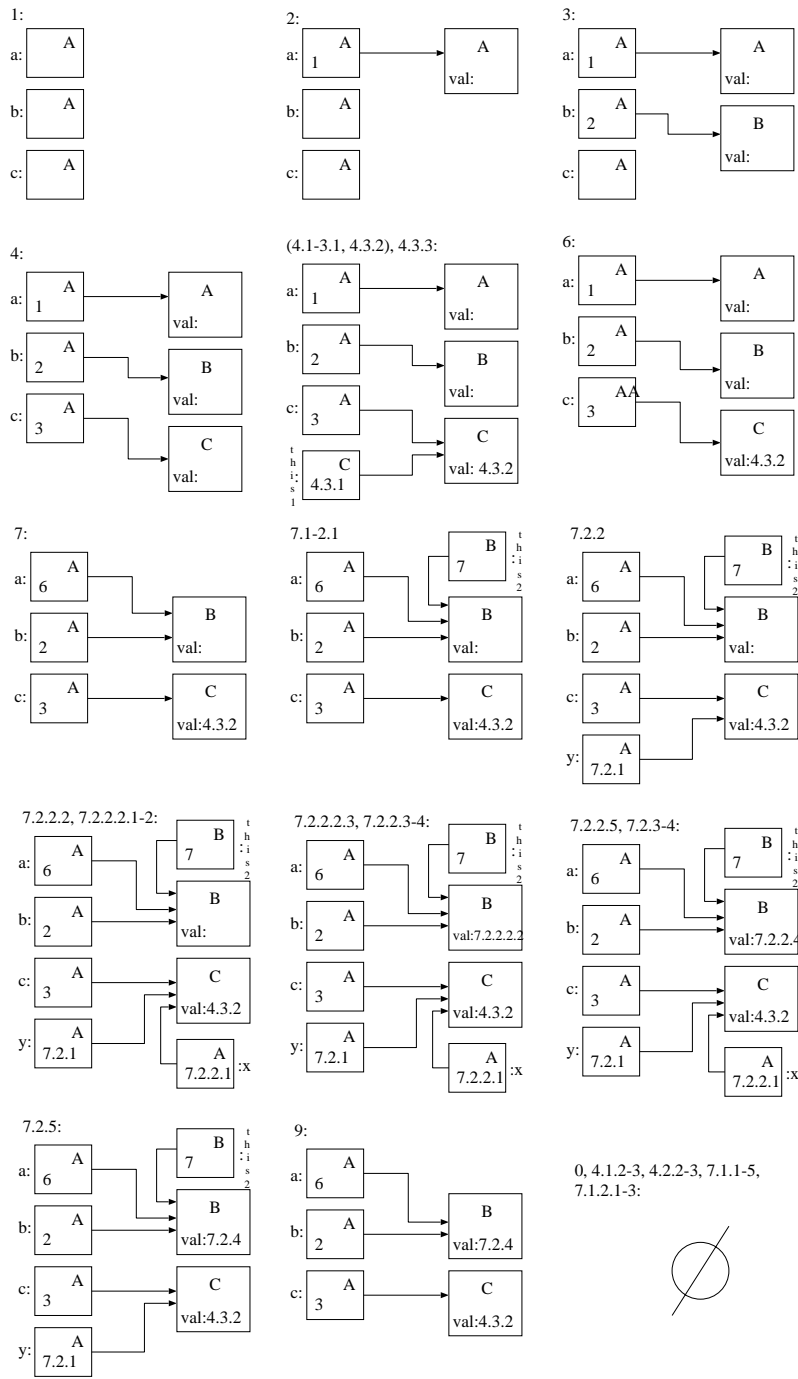 1:
a: A
b: A
c: A
2:
a: A
1
A
val:
b: A
c: A
3:
a: A
1
A
val:
b: A
2
B
val:
c: A
4:
a: A
1
A
val:
b: A
2
B
val:
c: A
3
C
val:
(4.1-3.1, 4.3.2), 4.3.3:
a: A
1
A
val:
b: A
2
B
val:
c: A
3
C
val: 4.3.2
this1: C
4.3.1
6:
a: A
1
A
val:
b: A
2
B
val:
c: AA
3
C
val:4.3.2
7:
a: A
6
b: A
2
B
val:
c: A
3
C
val:4.3.2
7.1-2.1
B :this2
7
a: A
6
b: A
2
B
val:
c: A
3
C
val:4.3.2
7.2.2
B :this2
7
a: A
6
b: A
2
B
val:
c: A
3
C
val:4.3.2
y: A
7.2.1
7.2.2.2, 7.2.2.2.1-2:
B :this2
7
a: A
6
b: A
2
B
val:
c: A
3
C
val:4.3.2
y: A
7.2.1
A :x
7.2.2.1
7.2.2.2.3, 7.2.2.3-4:
B :this2
7
a: A
6
b: A
2
B
val:7.2.2.2.2
c: A
3
C
val:4.3.2
y: A
7.2.1
A :x
7.2.2.1
7.2.2.5, 7.2.3-4:
B :this2
7
a: A
6
b: A
2
B
val:7.2.2.4
c: A
3
C
val:4.3.2
y: A
7.2.1
A :x
7.2.2.1
7.2.5:
B :this2
7
a: A
6
b: A
2
B
val:7.2.4
c: A
3
C
val:4.3.2
y: A
7.2.1
9:
a: A
6
b: A
2
B
val:7.2.4
c: A
3
C
val:4.3.2
0, 4.1.2-3, 4.2.2-3, 7.1.1-5,
7.1.2.1-3: